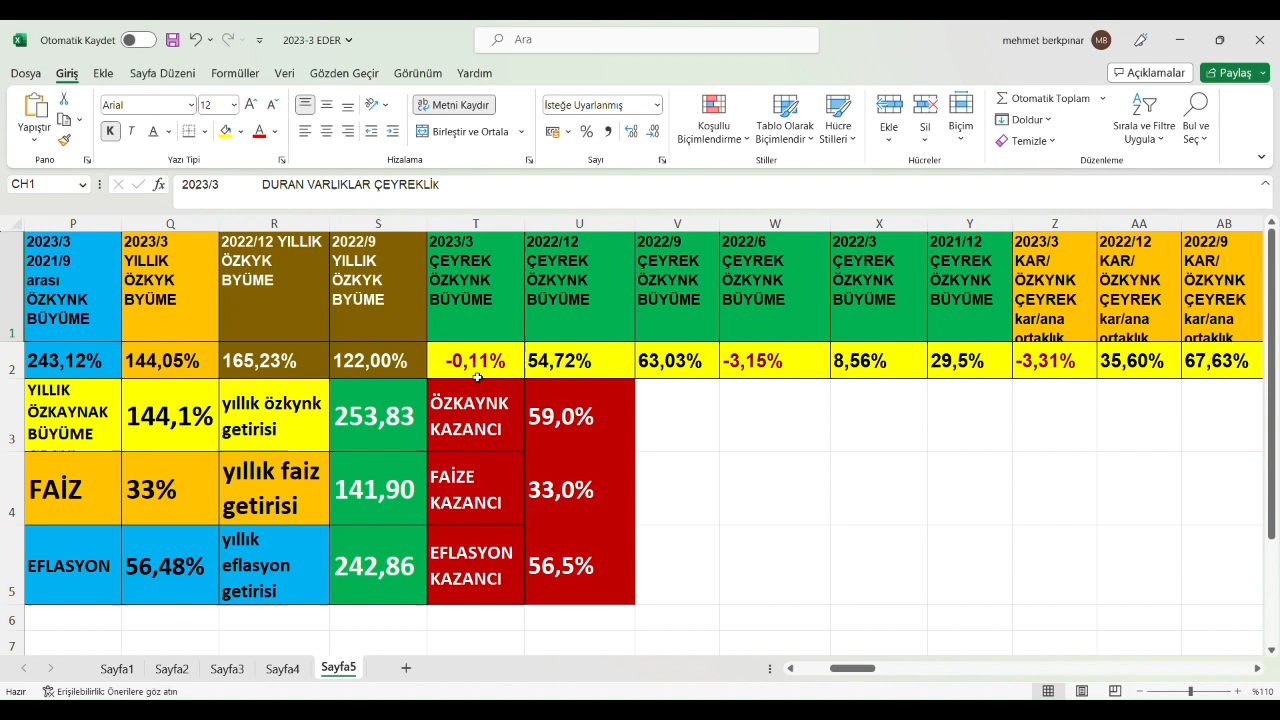 Otomatik Kaydet
2023-3 EDER
Ara
mehmet berkpınar
MB
Dosya Giriş Ekle Sayfa Düzeni Formüller Veri Gözden Geçir Görünüm Yardım
Açıklamalar Paylaş
Yapıştır
Arial 12
K T A A
Metni Kaydır
Birleştir ve Ortala
İsteğe Uyarlanmış
Koşullu Biçimlendirme
Tablo Olarak Biçimlendir
Hücre Stilleri
Ekle Sil Biçim
Otomatik Toplam
Doldur
Temizle
Sırala ve Filtre Uygula
Bul ve Seç
Pano Yazı Tipi Hizalama Sayı Stiller Hücreler Düzenleme
CH1 fx 2023/3 DURAN VARLIKLAR ÇEYREKLİK
P Q R S T U V W X Y Z AA AB
1
2023/3
2021/9
arası
ÖZKYNK
BÜYÜME
2023/3
YILLIK
ÖZKYK
BYÜME
2022/12 YILLIK
ÖZKYK
BYÜME
2022/9
YILLIK
ÖZKYK
BYÜME
2023/3
ÇEYREK
ÖZKYNK
BÜYÜME
2022/12
ÇEYREK
ÖZKYNK
BÜYÜME
2022/9
ÇEYREK
ÖZKYNK
BÜYÜME
2022/6
ÇEYREK
ÖZKYNK
BÜYÜME
2022/3
ÇEYREK
ÖZKYNK
BÜYÜME
2021/12
ÇEYREK
ÖZKYNK
BÜYÜME
2023/3
KAR/
ÖZKYNK
ÇEYREK
kar/ana
ortaklık
2022/12
KAR/
ÖZKYNK
ÇEYREK
kar/ana
ortaklık
2022/9
KAR/
ÖZKYNK
ÇEYREK
kar/ana
ortaklık
2 243,12% 144,05% 165,23% 122,00% -0,11% 54,72% 63,03% -3,15% 8,56% 29,5% -3,31% 35,60% 67,63%
3
YILLIK
ÖZKAYNAK
BÜYÜME
144,1%
yıllık özkynk
getirisi
253,83
ÖZKAYNK
KAZANCI
59,0%
4
FAİZ
33%
yıllık faiz
getirisi
141,90
FAİZE
KAZANCI
33,0%
5
EFLASYON
56,48%
yıllık
eflasyon
getirisi
242,86
EFLASYON
KAZANCI
56,5%
6
7
Sayfa1 Sayfa2 Sayfa3 Sayfa4 Sayfa5
Hazır Erişilebilirlik: Önerilere göz atın %110